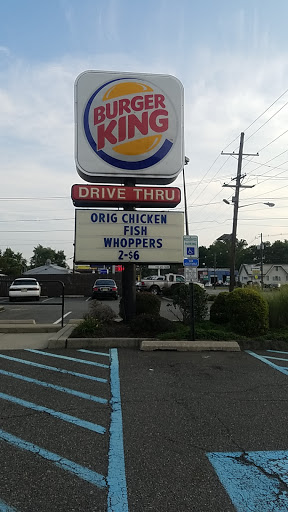 BURGER
KING
DRIVE THRU
ORIG CHICKEN
FISH
WHOPPERS
2-$6